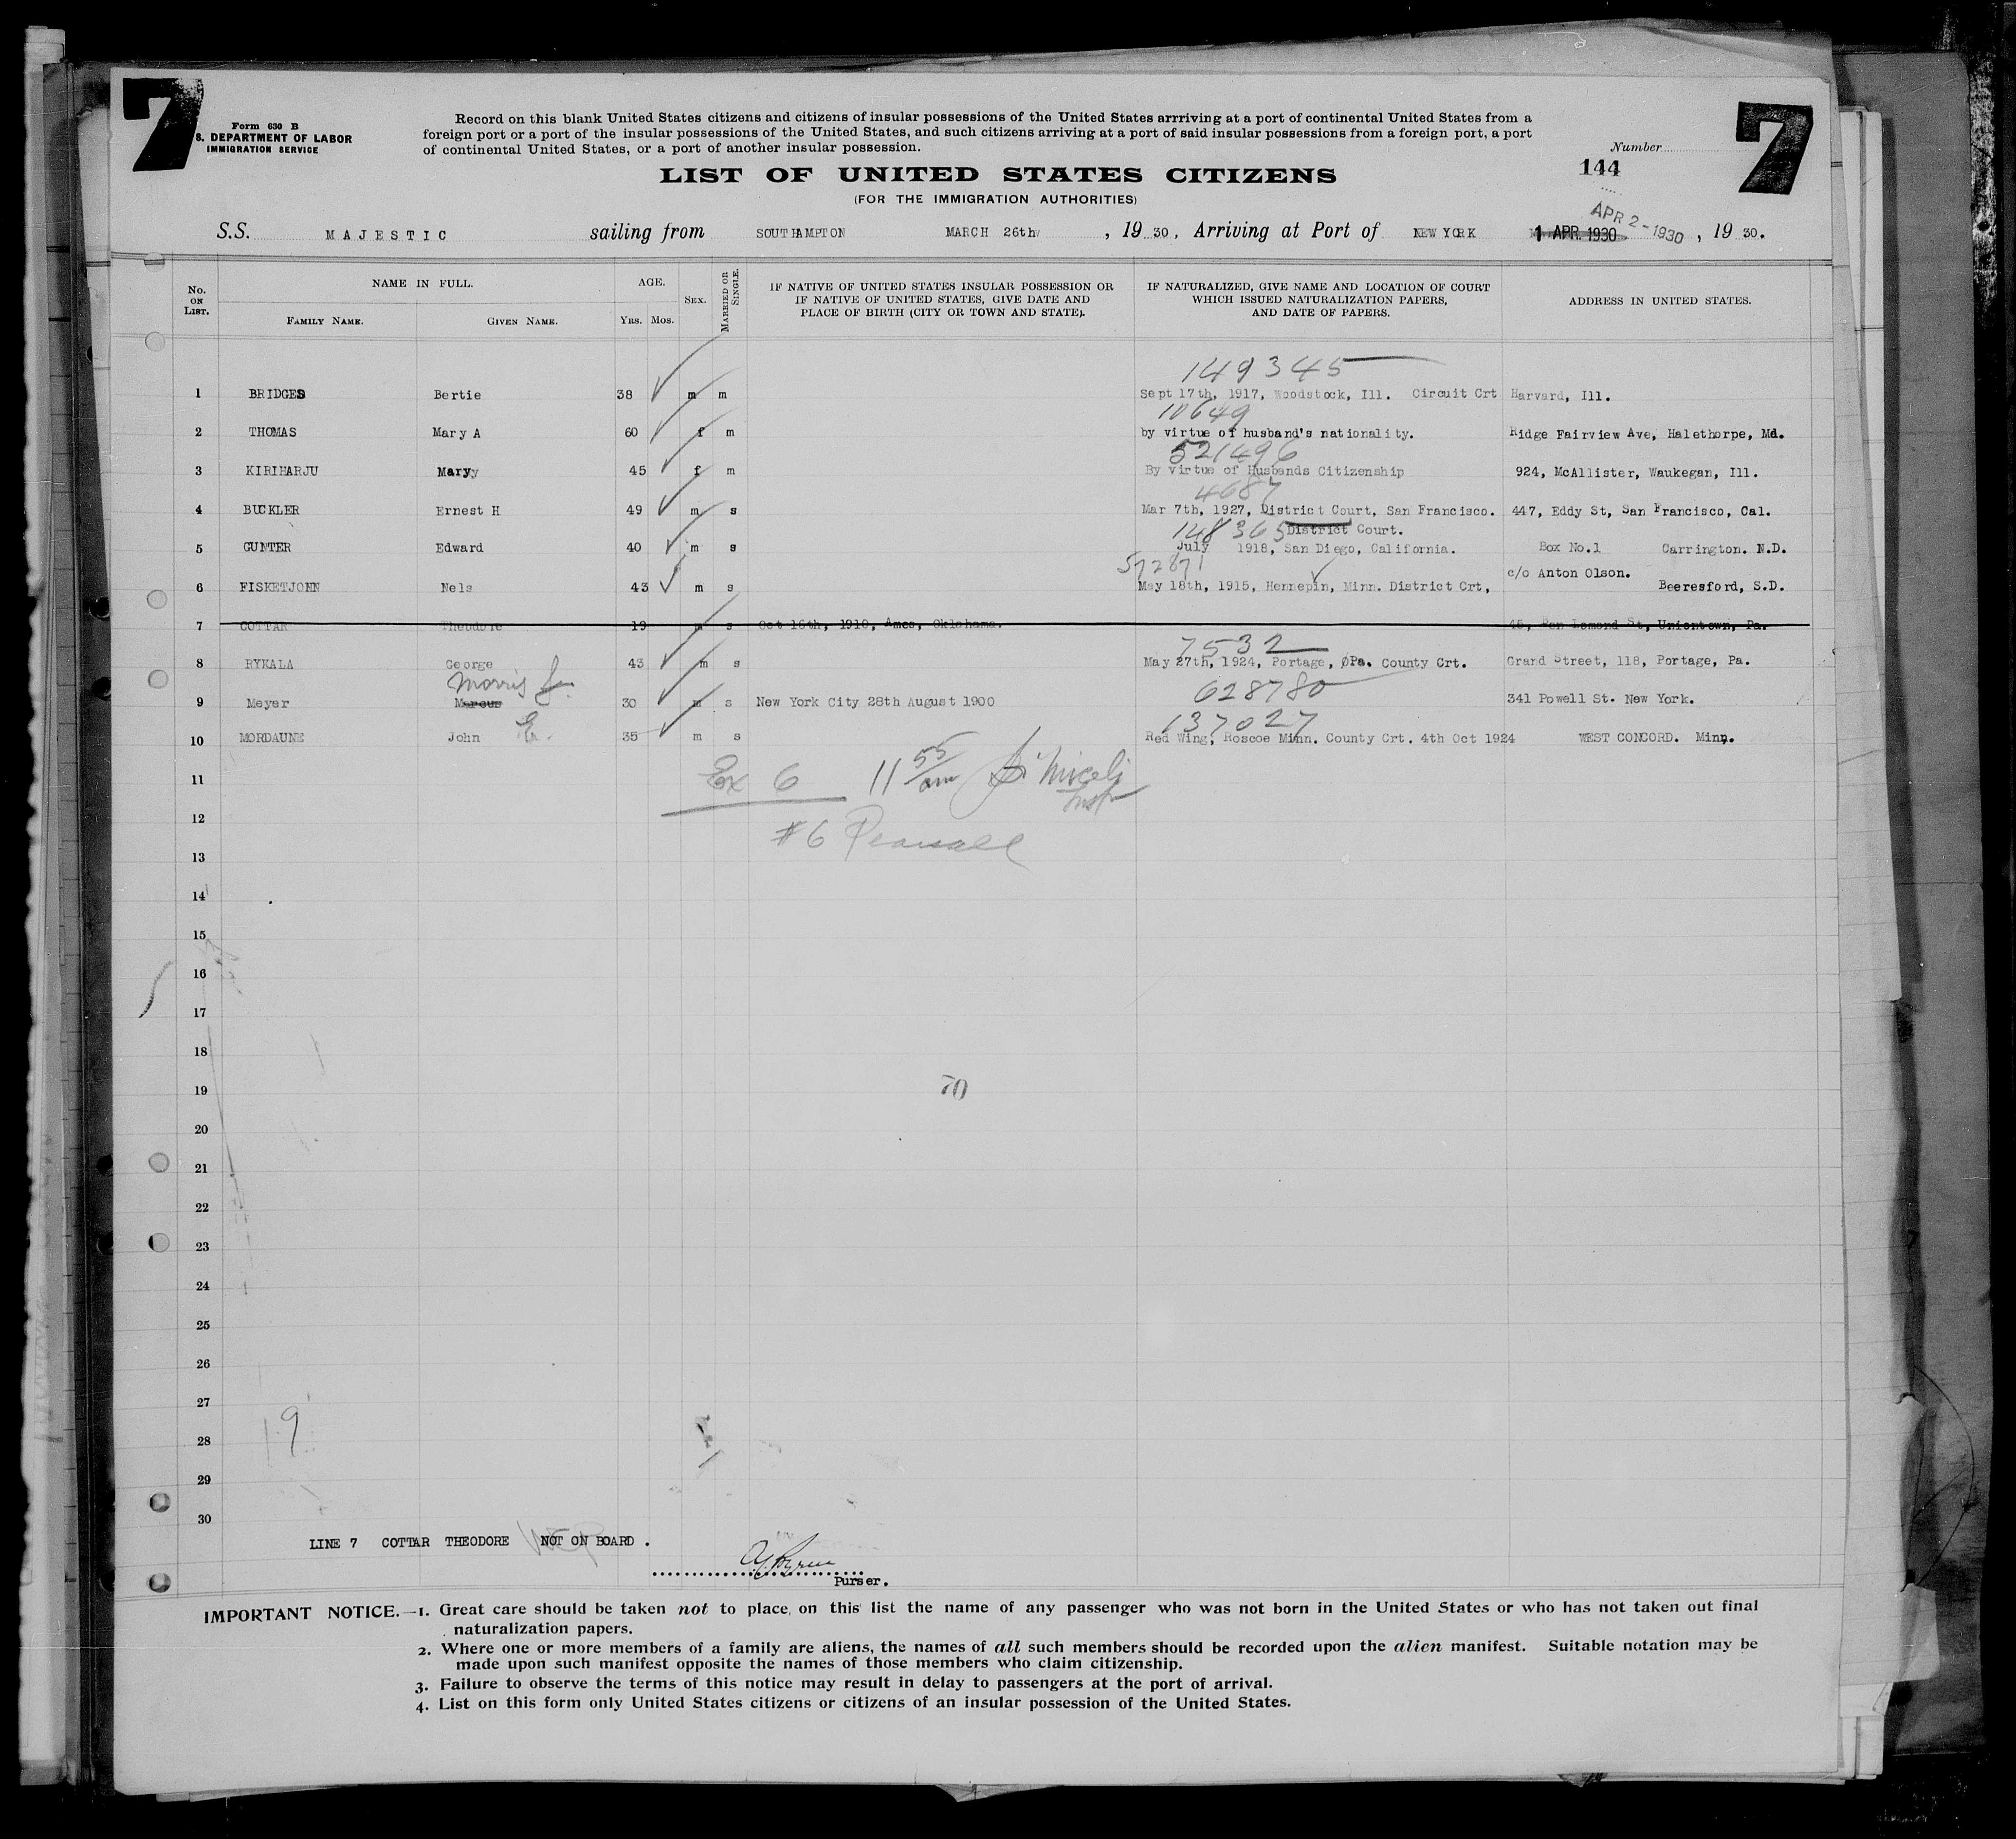 7
7
Form 630 B
S. DEPARTMENT OF LABOR
IMMIGRATION SERVICE
Record on this blank United States citizens and citizens of insular possessions of the United States arrriving at a port of continental United States from a
foreign port or a port of the insular possessions of the United States, and such citizens arriving at a port of said insular possessions from a foreign port, a port
of continental United States, or a port of another insular possession.
Number
144
LIST OF UNITED STATES CITIZENS
(FOR THE IMMIGRATION AUTHORITIES)
APR 2-1930
S.S. MAJESTIC sailing from SOUTHAMPTON MARCH 26th, 19 30, Arriving at Port of NEW YORK 1 APR. 1930, 19 30.
No. ON LIST.
NAME IN FULL.
FAMILY NAME. GIVEN NAME.
AGE.
YRS. MOS.
SEX.
MARRIED OR SINGLE.
IF NATIVE OF UNITED STATES INSULAR POSSESSION OR
IF NATIVE OF UNITED STATES, GIVE DATE AND
PLACE OF BIRTH (CITY OR TOWN AND STATE).
IF NATURALIZED, GIVE NAME AND LOCATION OF COURT
WHICH ISSUED NATURALIZATION PAPERS,
AND DATE OF PAPERS.
ADDRESS IN UNITED STATES.
149345
1 BRIDGES Bertie 38 m m Sept 17th, 1917, Woodstock, Ill. Circuit Crt Harvard, Ill.
10649
2 THOMAS Mary A 60 f m by virtue of husband's nationality. Ridge Fairview Ave, Halethorpe, Md.
521496
3 KIRIHARJU Maryy 45 f m By virtue of Husbands Citizenship 924, McAllister, Waukegan, Ill.
4687
4 BUCKLER Ernest H 49 m s Mar 7th, 1927, District Court, San Francisco. 447, Eddy St, San Francisco, Cal.
148365 District Court.
5 GUNTER Edward 40 m s July 1918, San Diego, California. Box No.1 Carrington. N.D.
572871
c/o Anton Olson.
6 FISKETJONN Nels 43 m s May 18th, 1915, Hennepin, Minn. District Crt, Beeresford, S.D.
7 COTTAR Theodore 19 m s Oct 16th, 1910, Ames, Oklahoma. 45, Ben Lomond St, Uniontown, Pa.
7532
8 RYKALA George 43 m s May 27th, 1924, Portage, Pa. County Crt. Grand Street, 118, Portage, Pa.
Morris J. 628780
9 Meyer Marcus 30 m s New York City 28th August 1900 341 Powell St. New York.
137027
10 MORDAUNE John E. 35 m s Red Wing, Roscoe Minn. County Crt. 4th Oct 1924 WEST CONCORD. Minn.
11
Ex 6 11 55 am Miceli
12
#6
13
14
15
16
17
18
19
70
20
21
22
23
24
25
26
27
9
28
29
30
LINE 7 COTTAR THEODORE NOT ON BOARD.
Purser.
IMPORTANT NOTICE.—1. Great care should be taken not to place on this list the name of any passenger who was not born in the United States or who has not taken out final
naturalization papers.
2. Where one or more members of a family are aliens, the names of all such members should be recorded upon the alien manifest. Suitable notation may be
made upon such manifest opposite the names of those members who claim citizenship.
3. Failure to observe the terms of this notice may result in delay to passengers at the port of arrival.
4. List on this form only United States citizens or citizens of an insular possession of the United States.